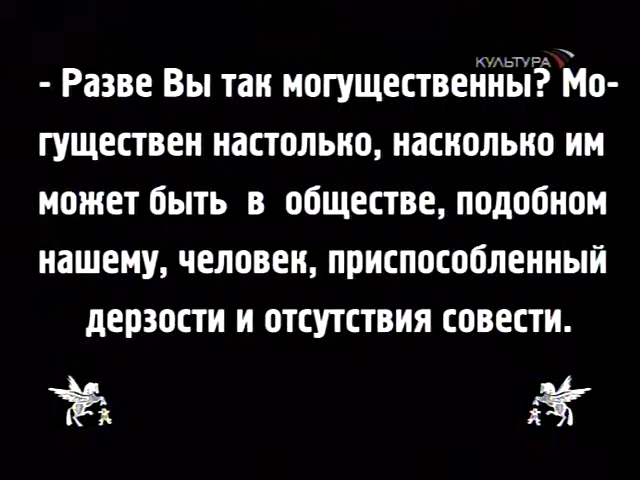 КУЛЬТУРА
- Разве Вы так могущественны? Мо-
гуществен настолько, насколько им
может быть в обществе, подобном
нашему, человек, приспособленный
дерзости и отсутствия совести.